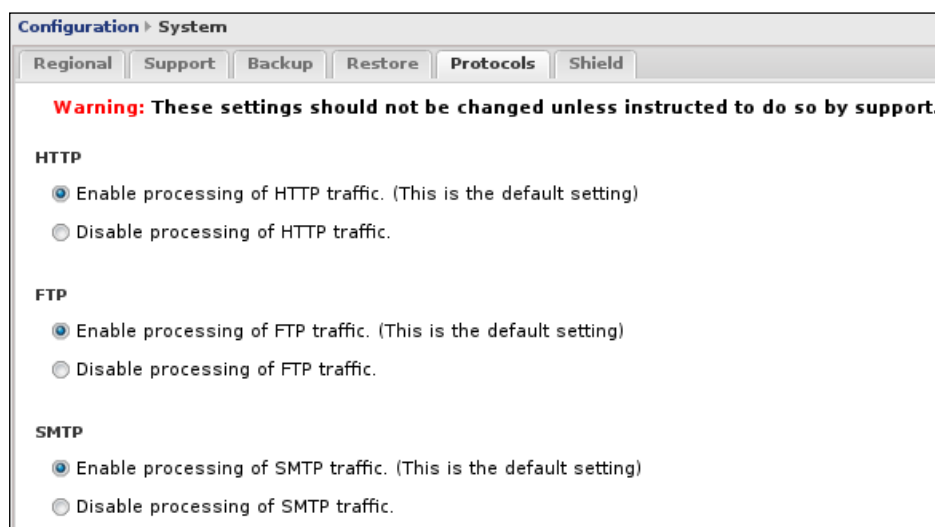 Configuration System
Regional Support Backup Restore Protocols Shield
Warning: These settings should not be changed unless instructed to do so by support.
HTTP
Enable processing of HTTP traffic. (This is the default setting)
Disable processing of HTTP traffic.
FTP
Enable processing of FTP traffic. (This is the default setting)
Disable processing of FTP traffic.
SMTP
Enable processing of SMTP traffic. (This is the default setting)
Disable processing of SMTP traffic.